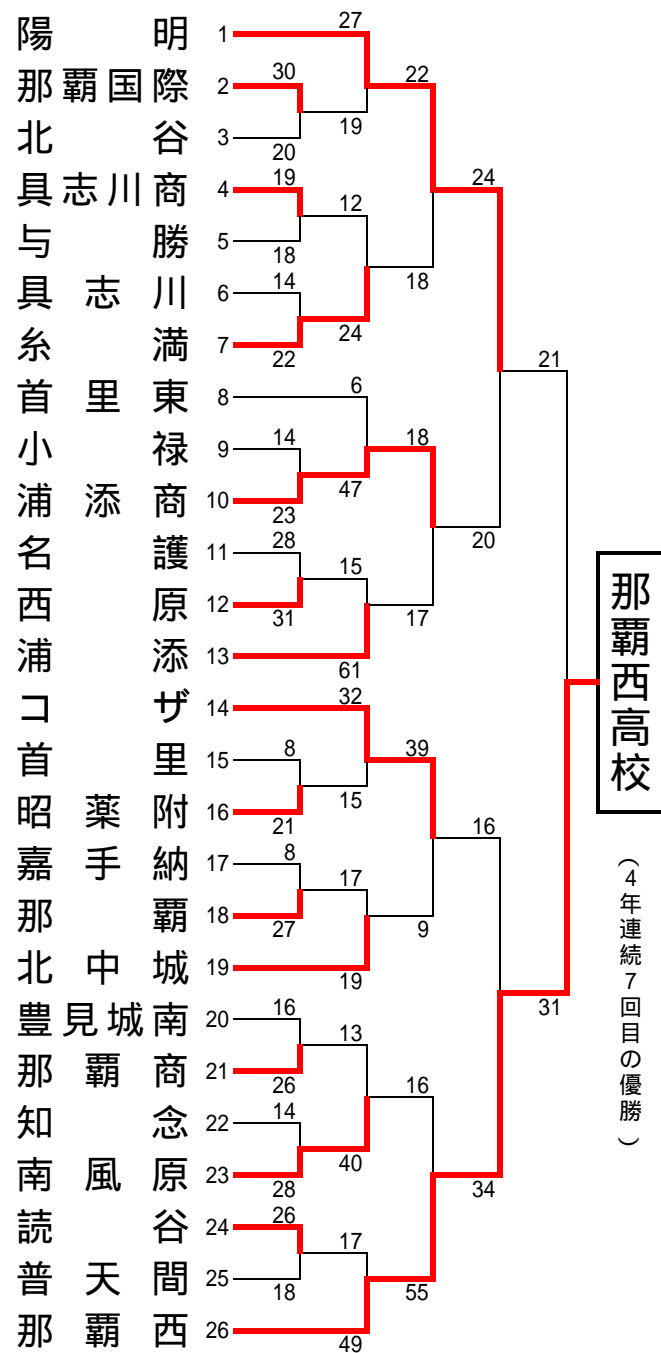 陽明 1 27
那覇国際 2 30 22
北谷 3 20 19
具志川商 4 19 24
与勝 5 18 12
具志川 6 14 18
糸満 7 22 24
21
首里東 8 6
小禄 9 14 18
浦添商 10 23 47
名護 11 28 20
西原 12 31 15 17
浦添 13 61
コザ 14 32
首里 15 8 39
昭薬附 16 21 15
嘉手納 17 8 16
那覇 18 27 17 9
北中城 19 19
31
豊見城南 20 16
那覇商 21 26 13 16
知念 22 14
南風原 23 28 40 34
読谷 24 26
普天間 25 18 17 55
那覇西 26 49
那覇西高校
(4年連続7回目の優勝)